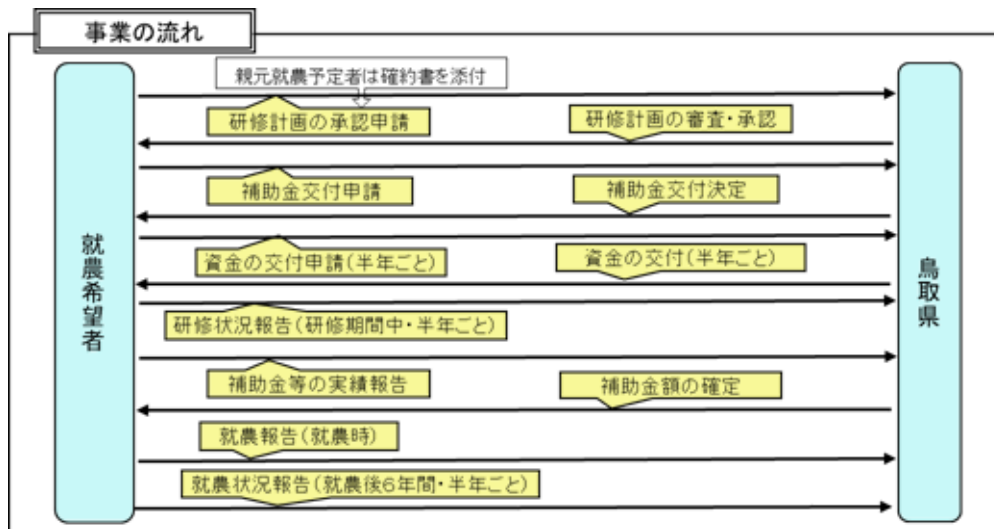 事業の流れ
親元就農予定者は確約書を添付
研修計画の承認申請
研修計画の審査・承認
補助金交付申請
補助金交付決定
資金の交付申請(半年ごと)
資金の交付(半年ごと)
研修状況報告(研修期間中・半年ごと)
補助金等の実績報告
補助金額の確定
就農報告(就農時)
就農状況報告(就農後6年間・半年ごと)
就農希望者
鳥取県